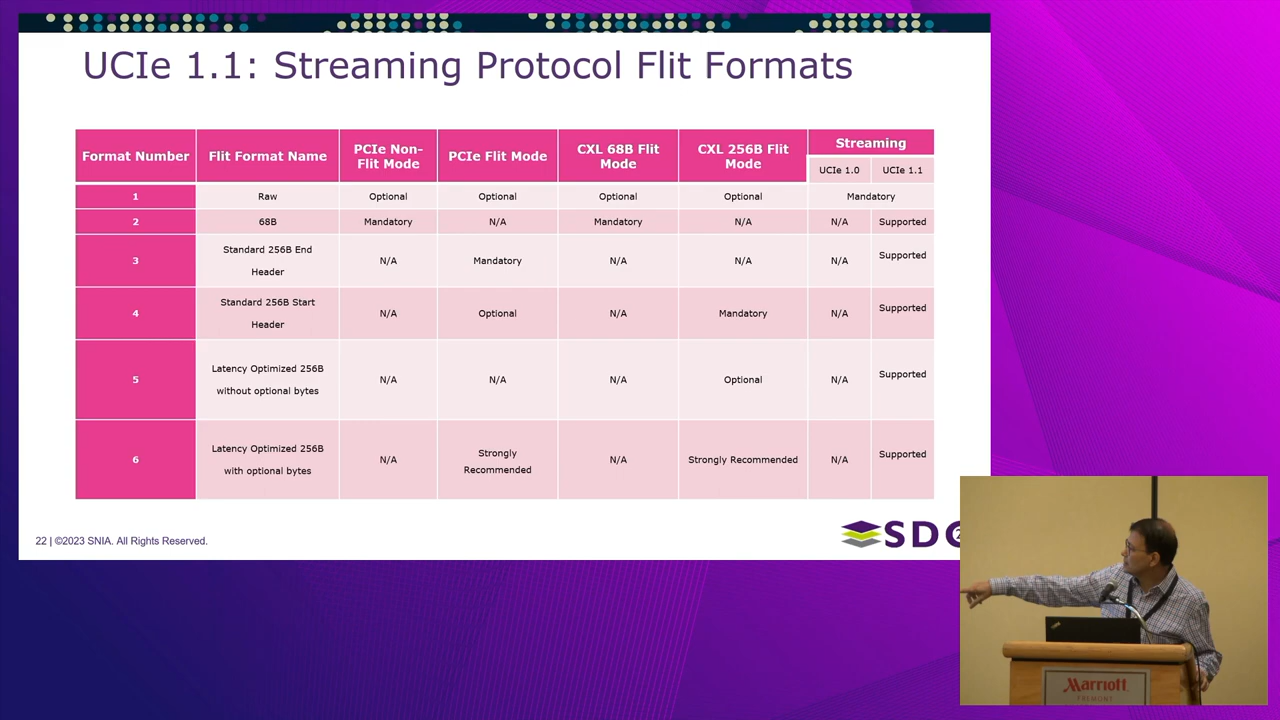 UCIe 1.1: Streaming Protocol Flit Formats
Format Number
Flit Format Name
PCIe Non-
Flit Mode
PCIe Flit Mode
CXL 68B Flit
Mode
CXL 256B Flit
Mode
Streaming
UCIe 1.0
UCIe 1.1
1
Raw
Optional
Optional
Optional
Optional
Mandatory
2
68B
Mandatory
N/A
Mandatory
N/A
N/A
Supported
3
Standard 256B End
Header
N/A
Mandatory
N/A
N/A
N/A
Supported
4
Standard 256B Start
Header
N/A
Optional
N/A
Mandatory
N/A
Supported
5
Latency Optimized 256B
without optional bytes
N/A
N/A
N/A
Optional
N/A
Supported
6
Latency Optimized 256B
with optional bytes
N/A
Strongly
Recommended
N/A
Strongly Recommended
N/A
Supported
22 | ©2023 SNIA. All Rights Reserved.
SDC
2
Marriott
FREMONT